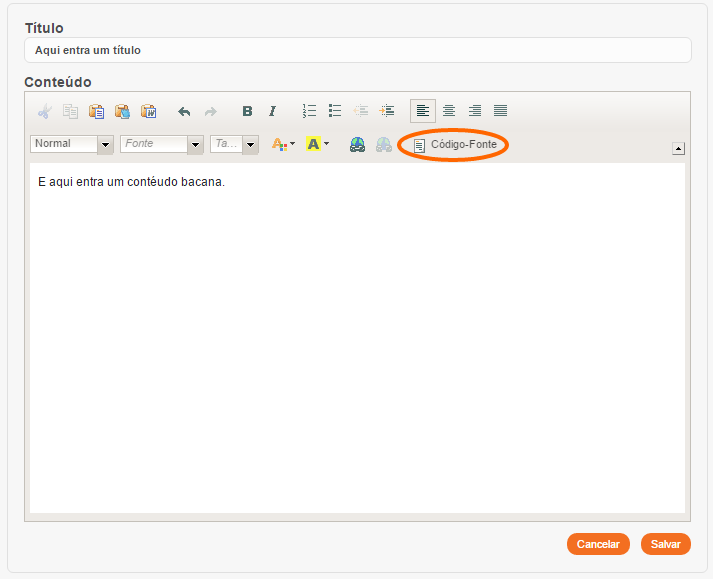 Título
Aqui entra um título
Conteúdo
B I
Normal Fonte Ta... A A Código-Fonte
E aqui entra um contéudo bacana.
Cancelar Salvar